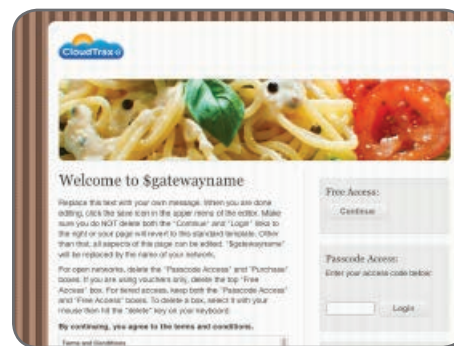 CloudTrax
Welcome to $gatewayname
Replace this text with your own message. When you are done
editing, click the save icon in the upper menu of the editor. Make
sure you do NOT delete both the "Continue" and "Login" links to
the right or your page will revert to this standard template. Other
than that, all aspects of this page can be edited. "$gatewayname"
will be replaced by the name of your network.
For open networks, delete the "Passcode Access" and "Purchase"
boxes. If you are using vouchers only, delete the top "Free
Access" box. For tiered access, keep both the "Passcode Access"
and "Free Access" boxes. To delete a box, select it with your
mouse then hit the "delete" key on your keyboard.
By continuing, you agree to the terms and conditions.
Terms and Conditions
Free Access:
Continue
Passcode Access:
Enter your access code below:
Login